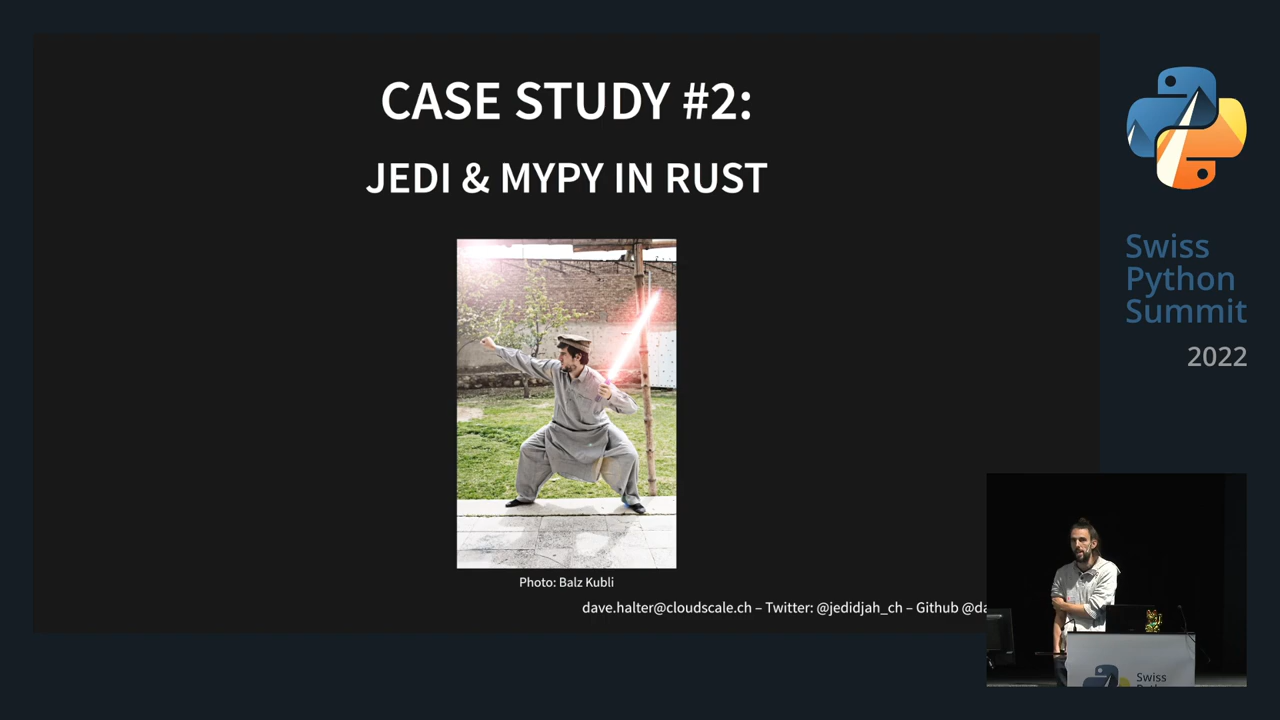 CASE STUDY #2:
JEDI & MYPY IN RUST
Photo: Balz Kubli
dave.halter@cloudscale.ch – Twitter: @jedidjah_ch – Github @da
Swiss
Python
Summit
2022
Swiss